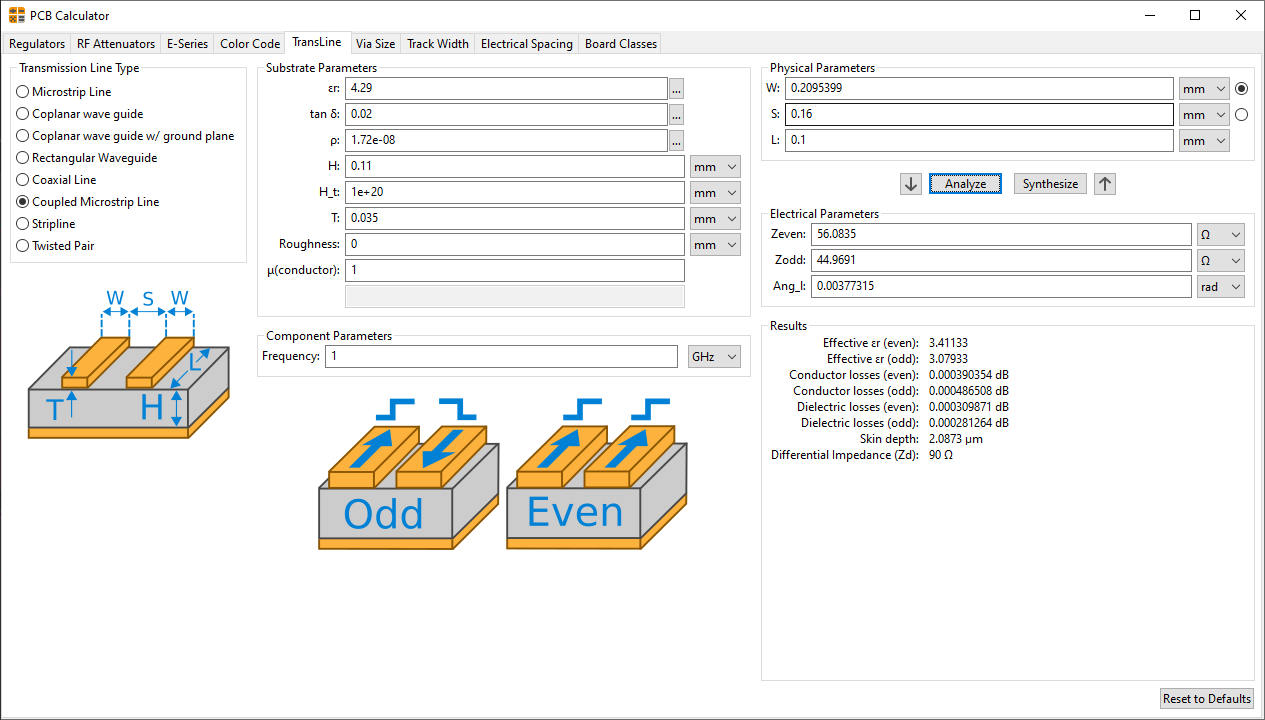 PCB Calculator
Regulators RF Attenuators E-Series Color Code TransLine Via Size Track Width Electrical Spacing Board Classes
Transmission Line Type
Microstrip Line
Coplanar wave guide
Coplanar wave guide w/ ground plane
Rectangular Waveguide
Coaxial Line
Coupled Microstrip Line
Stripline
Twisted Pair
W S W
L
T H
Substrate Parameters
εr: 4.29 ...
tan δ: 0.02 ...
ρ: 1.72e-08 ...
H: 0.11 mm
H_t: 1e+20 mm
T: 0.035 mm
Roughness: 0 mm
μ(conductor): 1
Component Parameters
Frequency: 1 GHz
Odd Even
Physical Parameters
W: 0.2095399 mm
S: 0.16 mm
L: 0.1 mm
Analyze Synthesize
Electrical Parameters
Zeven: 56.0835 Ω
Zodd: 44.9691 Ω
Ang_l: 0.00377315 rad
Results
Effective εr (even): 3.41133
Effective εr (odd): 3.07933
Conductor losses (even): 0.000390354 dB
Conductor losses (odd): 0.000486508 dB
Dielectric losses (even): 0.000309871 dB
Dielectric losses (odd): 0.000281264 dB
Skin depth: 2.0873 μm
Differential Impedance (Zd): 90 Ω
Reset to Defaults